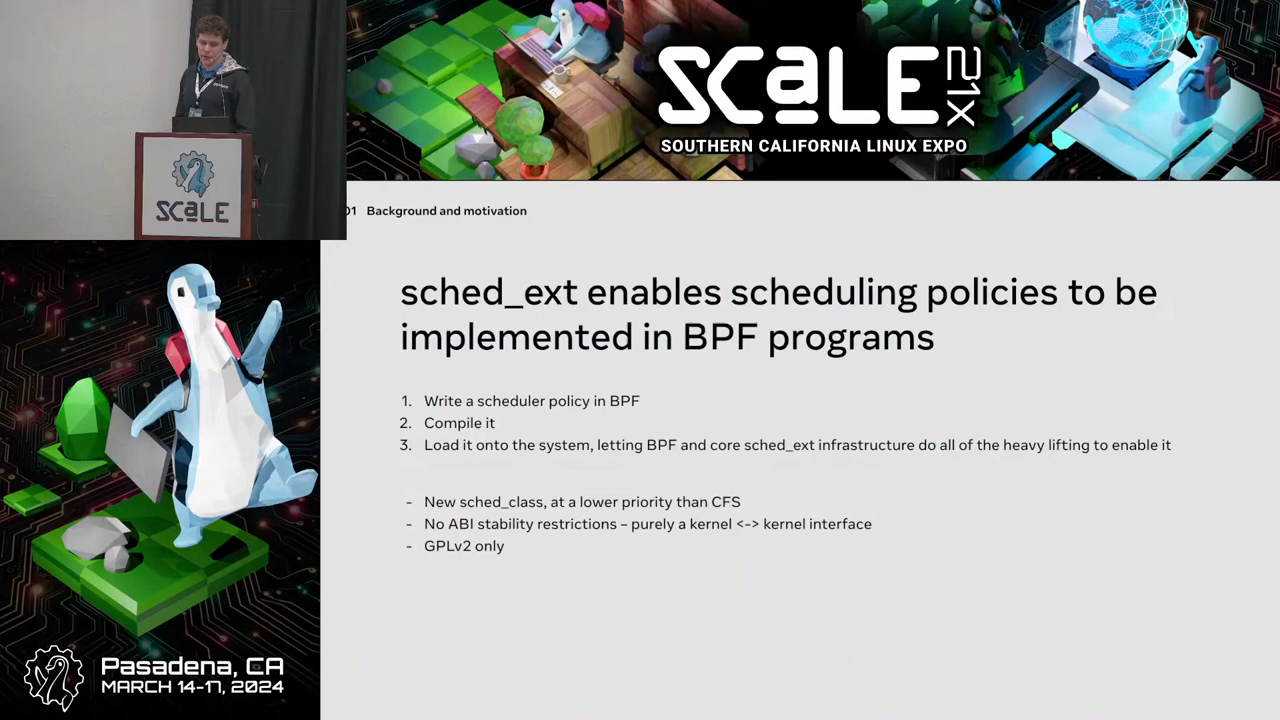 SCaLE 21X
SOUTHERN CALIFORNIA LINUX EXPO
SCaLE
01 Background and motivation
sched_ext enables scheduling policies to be
implemented in BPF programs
1. Write a scheduler policy in BPF
2. Compile it
3. Load it onto the system, letting BPF and core sched_ext infrastructure do all of the heavy lifting to enable it
- New sched_class, at a lower priority than CFS
- No ABI stability restrictions – purely a kernel <-> kernel interface
- GPLv2 only
Pasadena, CA
MARCH 14-17, 2024